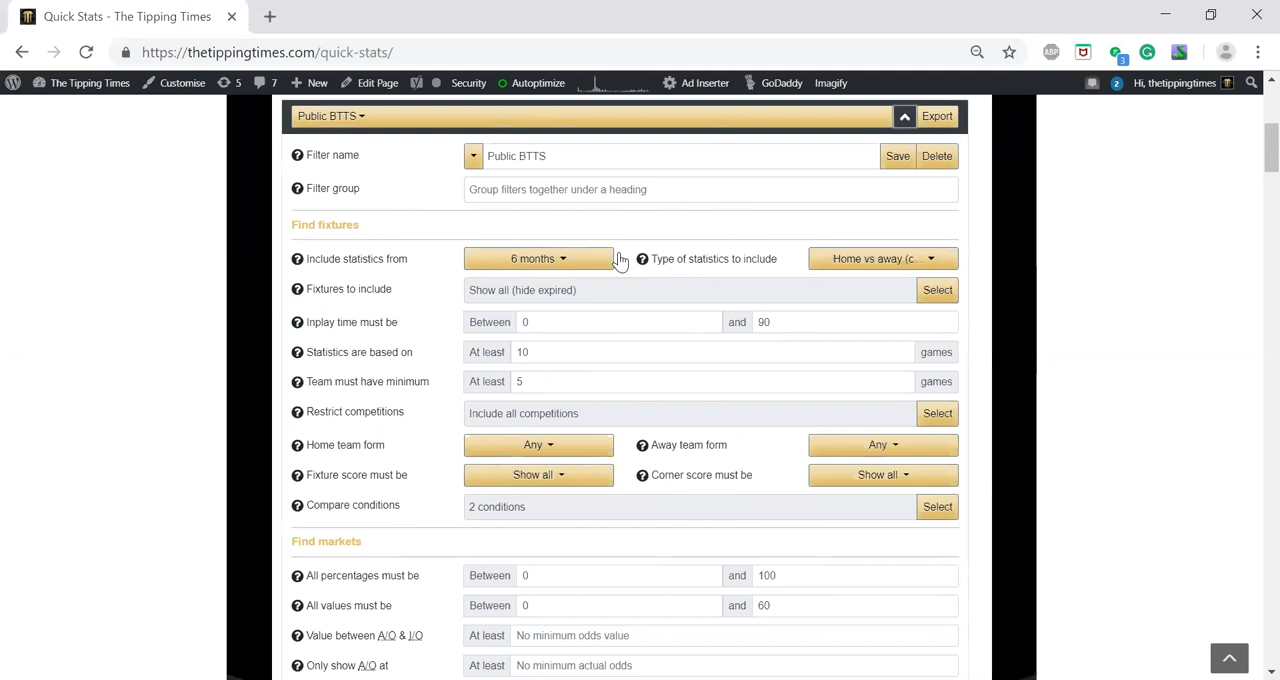 Quick Stats - The Tipping Times
https://thetippingtimes.com/quick-stats/
ABP 3
The Tipping Times Customise 5 7 New Edit Page Security Autoptimize Ad Inserter GoDaddy Imagify 2 Hi, thetippingtimes
Public BTTS Export
Filter name Public BTTS Save Delete
Filter group Group filters together under a heading
Find fixtures
Include statistics from 6 months Type of statistics to include Home vs away (c...
Fixtures to include Show all (hide expired) Select
Inplay time must be Between 0 and 90
Statistics are based on At least 10 games
Team must have minimum At least 5 games
Restrict competitions Include all competitions Select
Home team form Any Away team form Any
Fixture score must be Show all Corner score must be Show all
Compare conditions 2 conditions Select
Find markets
All percentages must be Between 0 and 100
All values must be Between 0 and 60
Value between A/O & I/O At least No minimum odds value
Only show A/O at At least No minimum actual odds